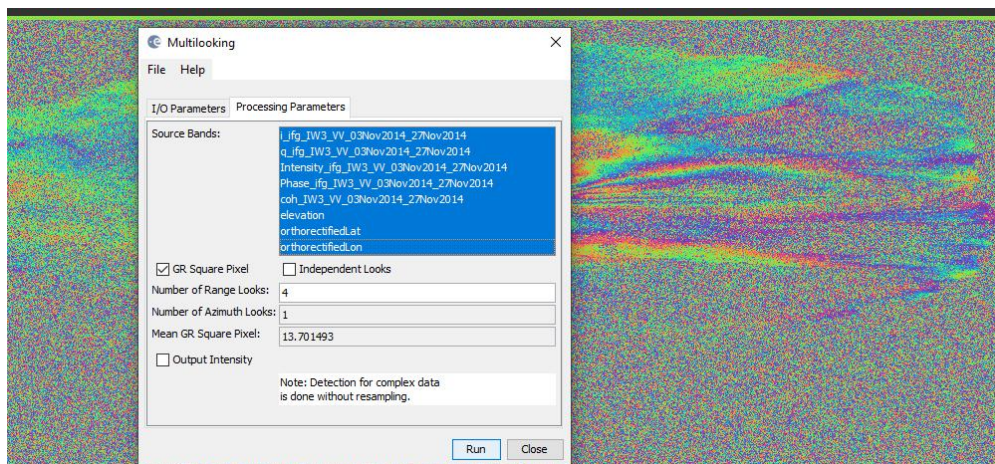 Multilooking
File Help
I/O Parameters Processing Parameters
Source Bands:
i_ifg_IW3_VV_03Nov2014_27Nov2014
q_ifg_IW3_VV_03Nov2014_27Nov2014
Intensity_ifg_IW3_VV_03Nov2014_27Nov2014
Phase_ifg_IW3_VV_03Nov2014_27Nov2014
coh_IW3_VV_03Nov2014_27Nov2014
elevation
orthorectifiedLat
orthorectifiedLon
GR Square Pixel Independent Looks
Number of Range Looks: 4
Number of Azimuth Looks: 1
Mean GR Square Pixel: 13.701493
Output Intensity
Note: Detection for complex data
is done without resampling.
Run Close